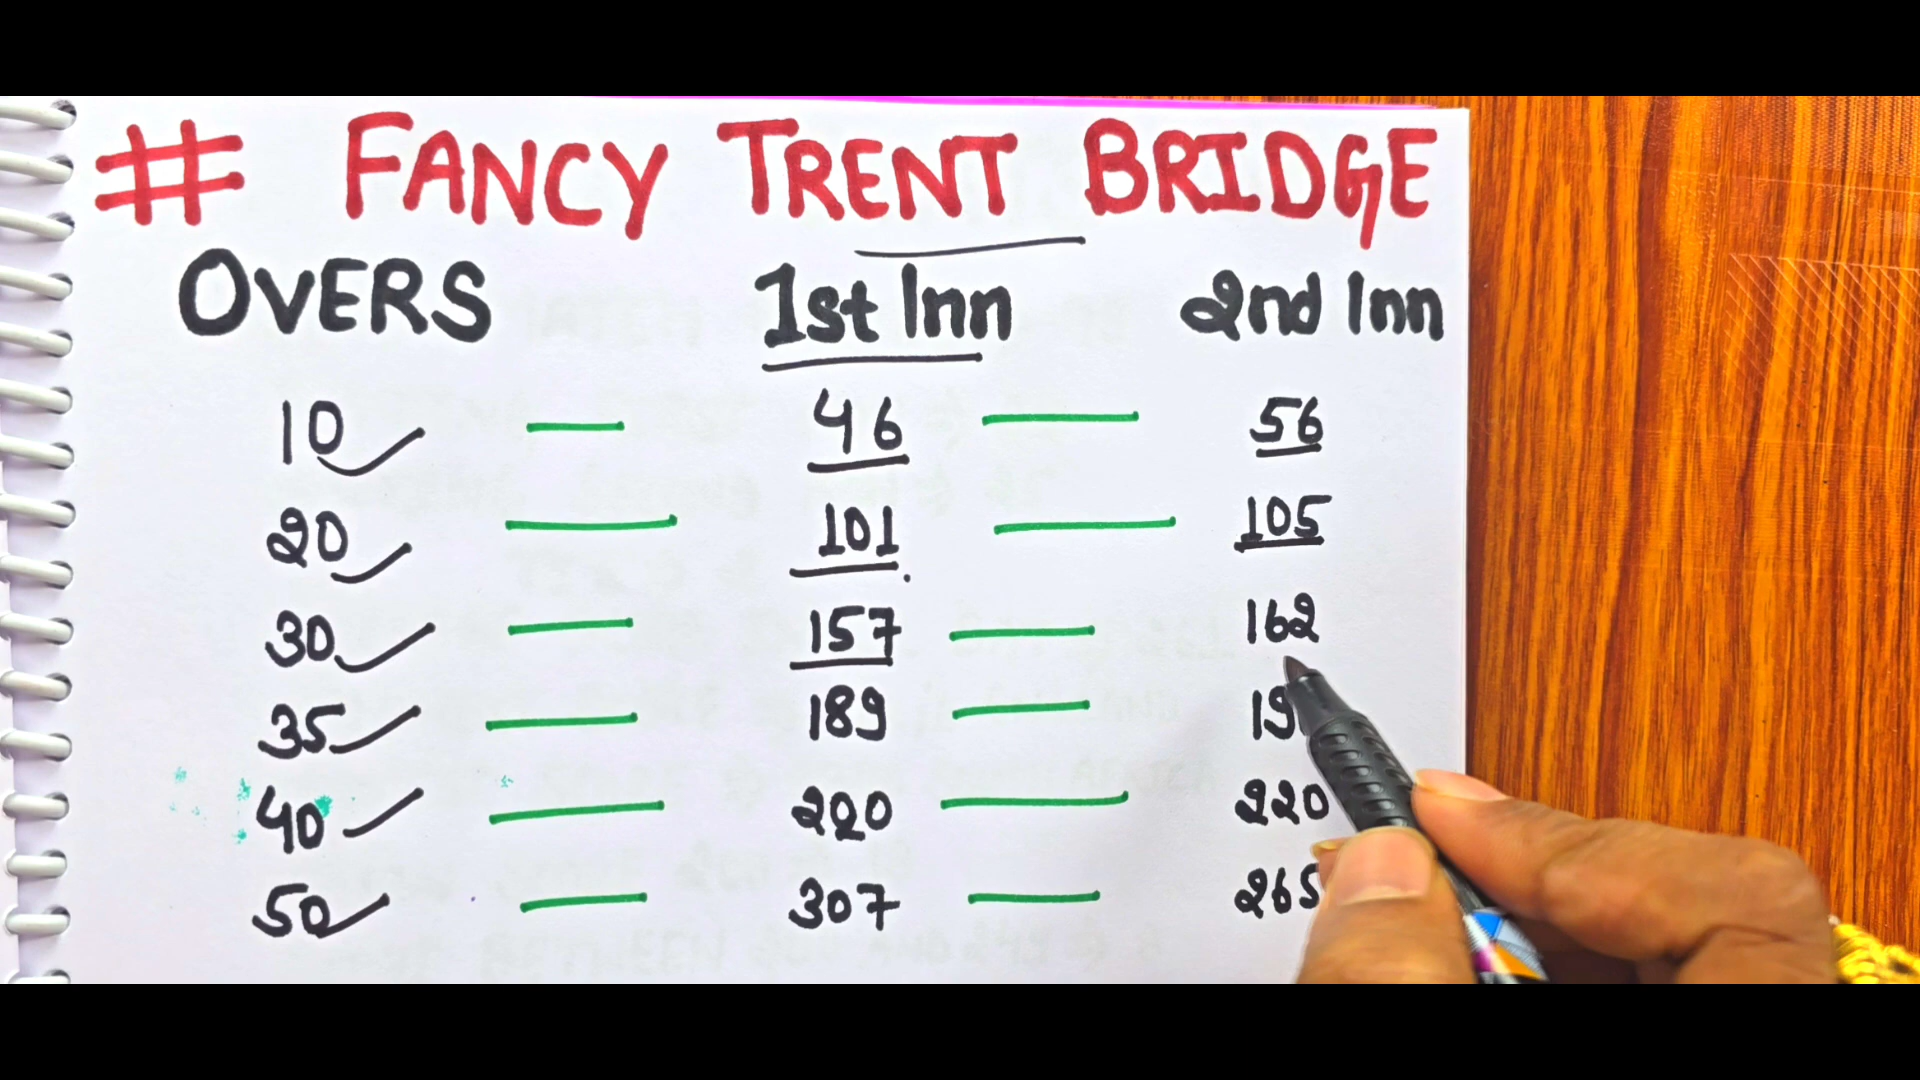 # FANCY TRENT BRIDGE
OVERS 1st Inn 2nd Inn
10 — 46 — 56
20 — 101 — 105
30 — 157 — 162
35 — 189 —
40 — 220 — 220
50 — 307 — 265